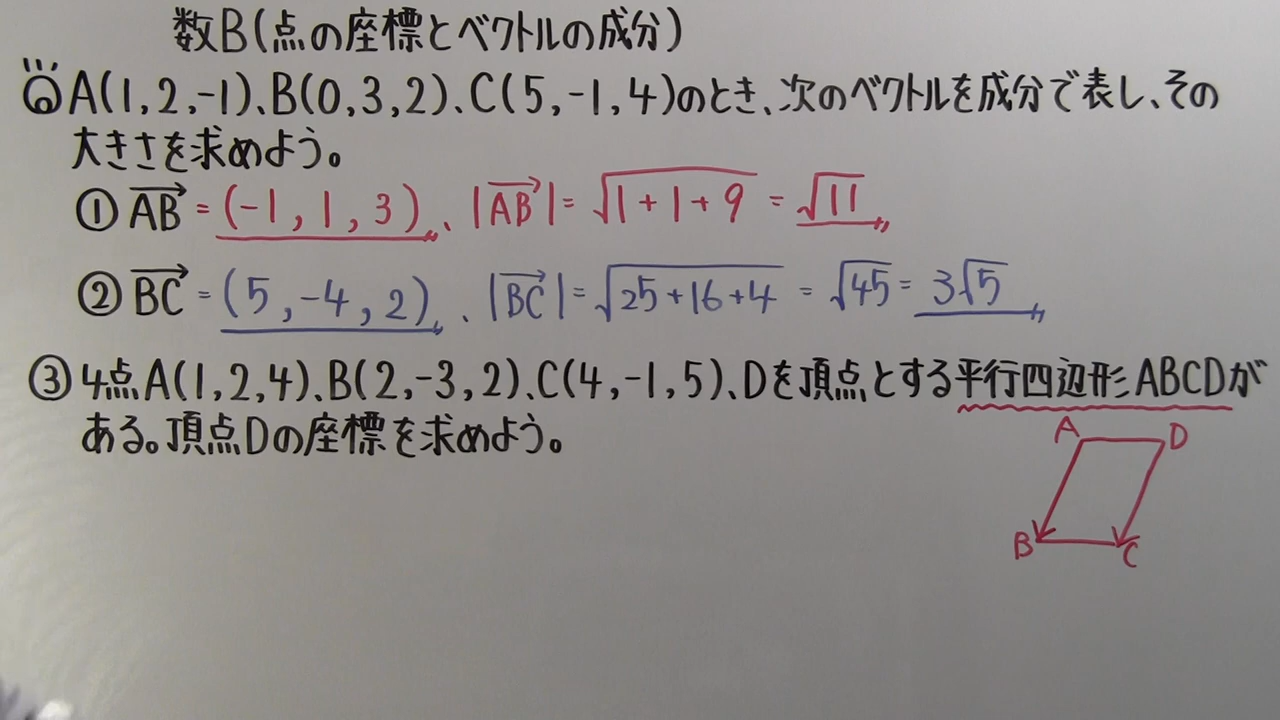 数B(点の座標とベクトルの成分)
Q A(1,2,-1)、B(0,3,2)、C(5,-1,4)のとき、次のベクトルを成分で表し、その
大きさを求めよう。
① \overrightarrow{AB} = (-1, 1, 3)、|\overrightarrow{AB}| = √(1+1+9) = √11
② \overrightarrow{BC} = (5, -4, 2)、|\overrightarrow{BC}| = √(25+16+4) = √45 = 3√5
③ 4点A(1,2,4)、B(2,-3,2)、C(4,-1,5)、Dを頂点とする平行四辺形ABCDが
ある。頂点Dの座標を求めよう。
A D
B C